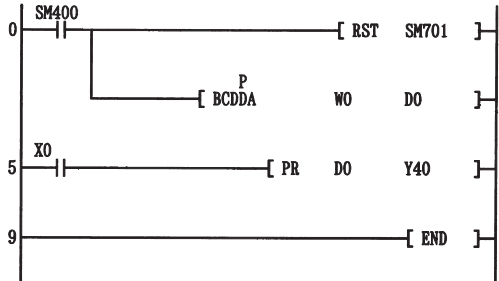 SM400
0 [ RST SM701 ]
P
[ BCDDA W0 D0 ]
X0
5 [ PR D0 Y40 ]
9 [ END ]